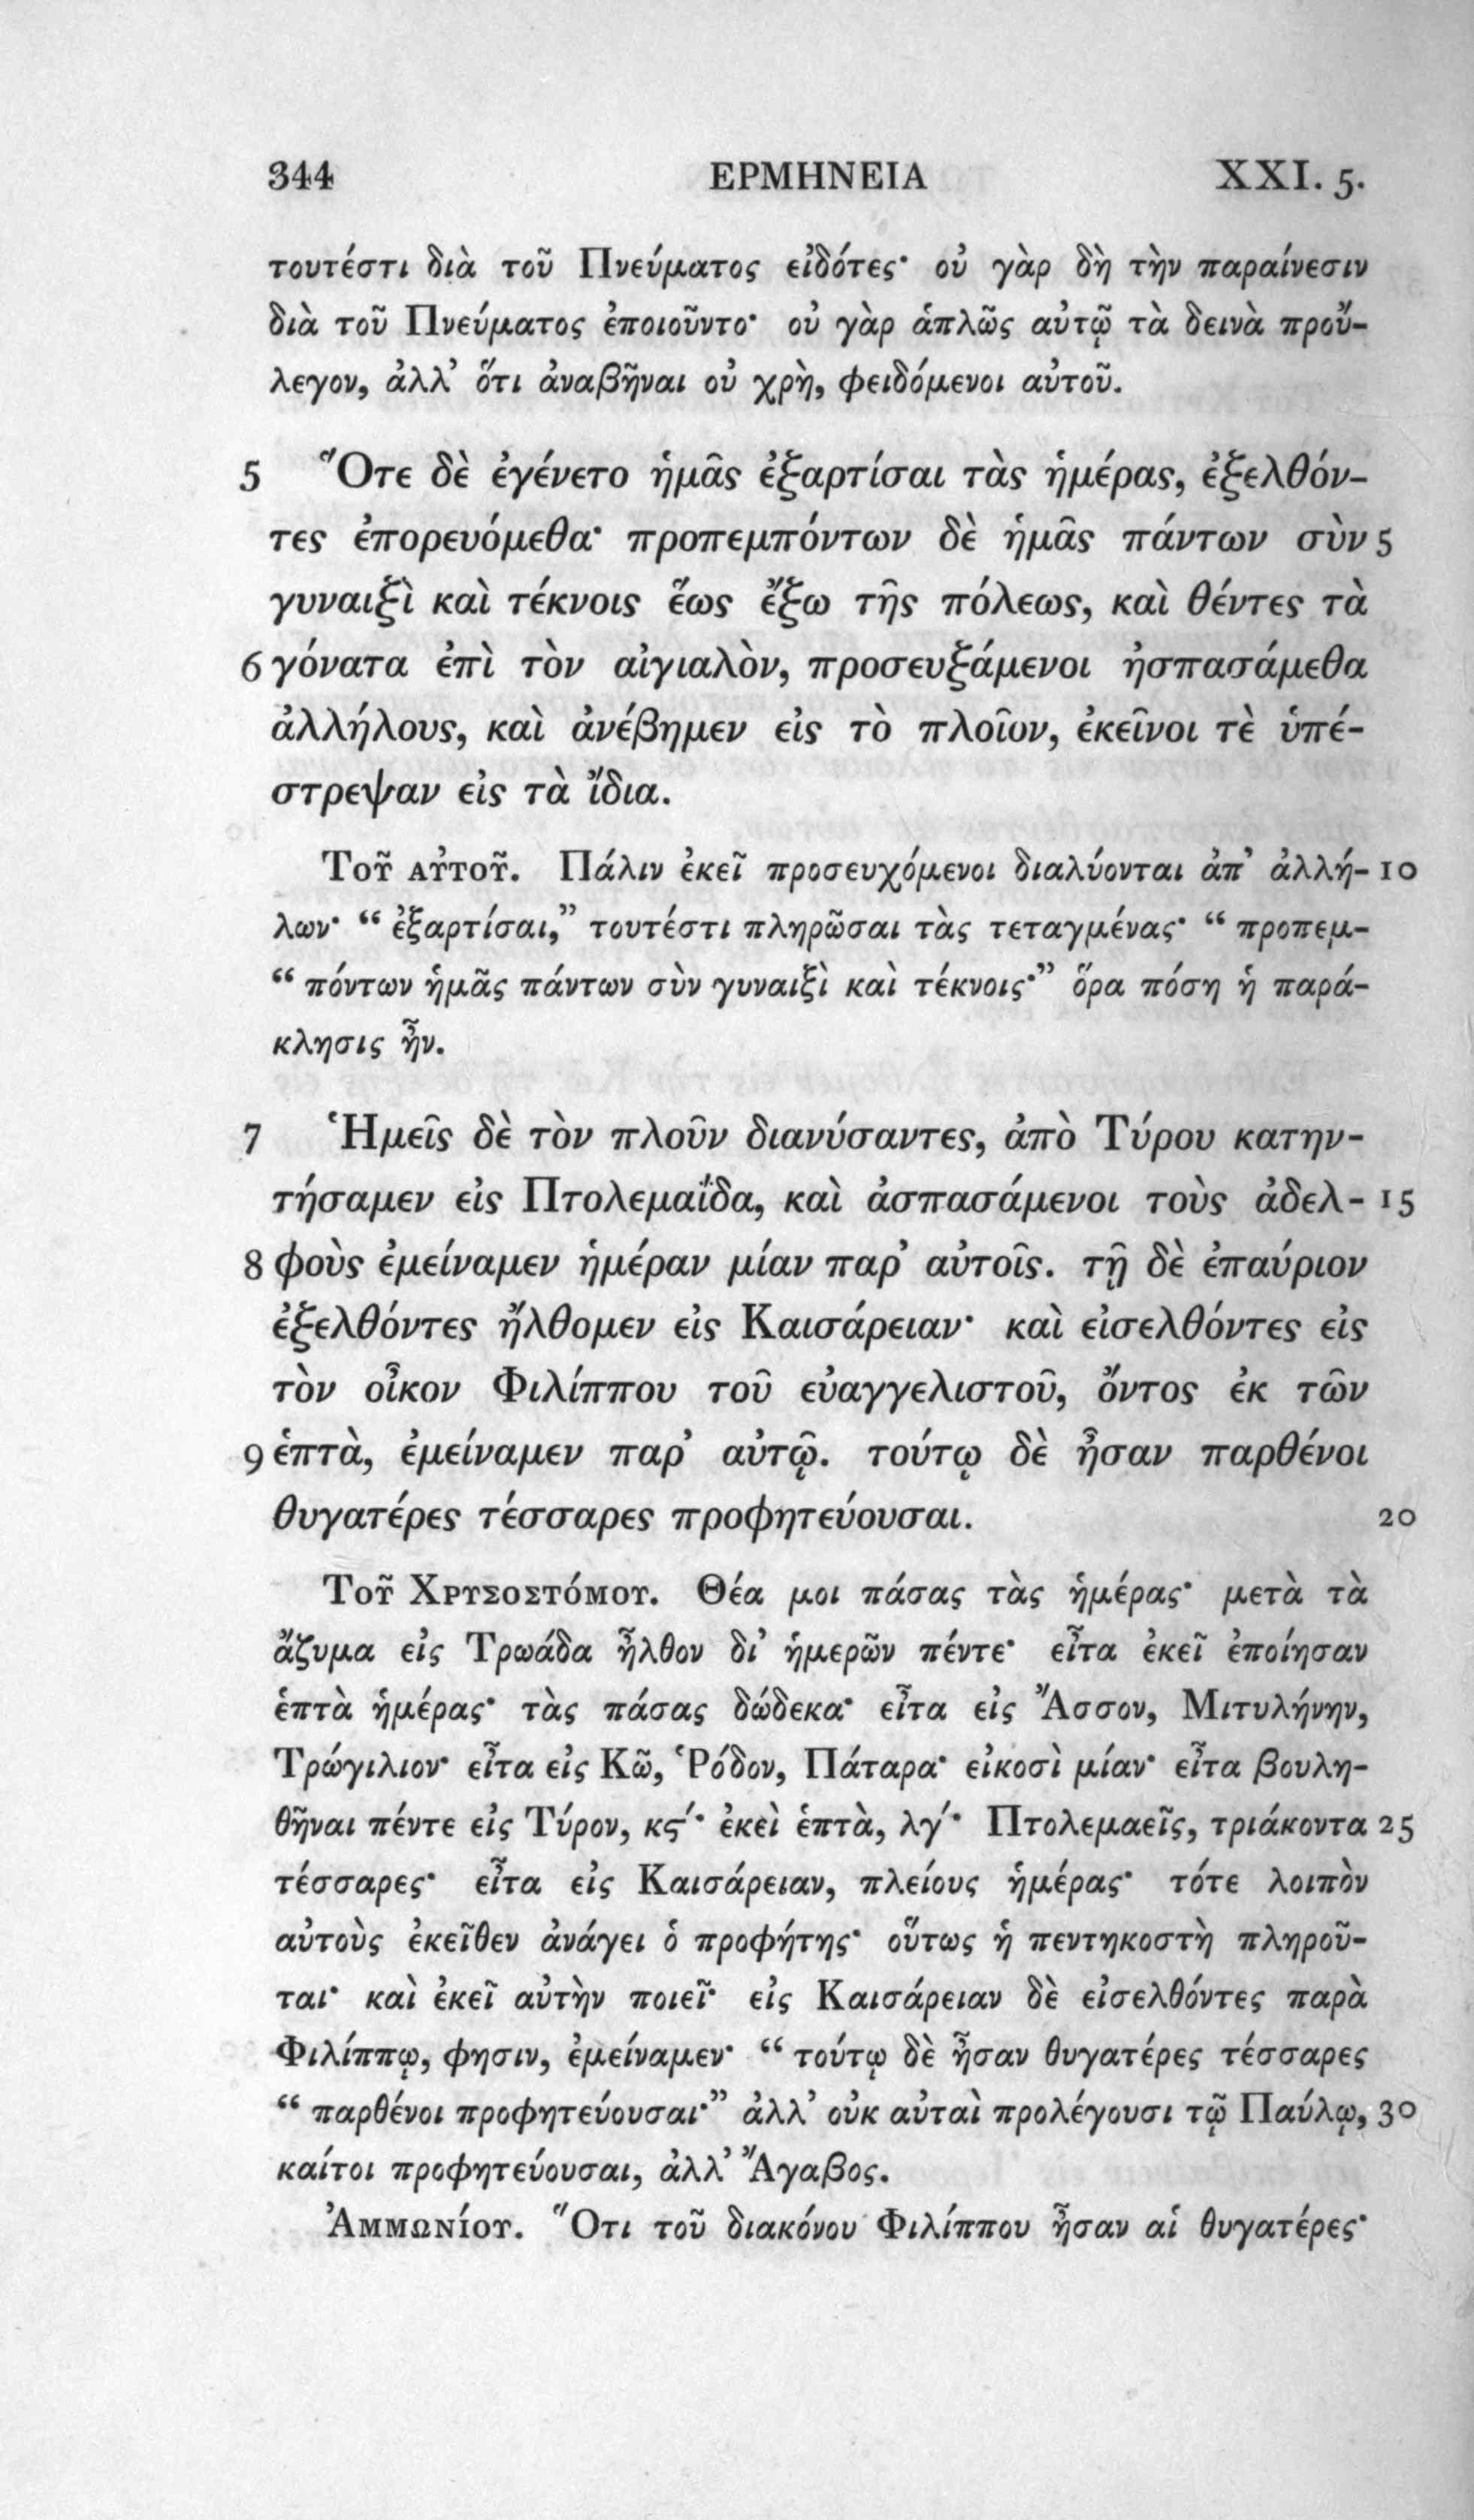 344 ΕΡΜΗΝΕΙΑ XXI. 5.
τουτέστι διὰ τοῦ Πνεύματος εἰδότες· οὐ γὰρ δὴ τὴν παραίνεσιν
διὰ τοῦ Πνεύματος ἐποιοῦντο· οὐ γὰρ ἁπλῶς αὐτῷ τὰ δεινὰ προὔ-
λεγον, ἀλλ’ ὅτι ἀναβῆναι οὐ χρὴ, φειδόμενοι αὐτοῦ.
5 Ὅτε δὲ ἐγένετο ἡμᾶς ἐξαρτίσαι τὰς ἡμέρας, ἐξελθόν-
τες ἐπορευόμεθα· προπεμπόντων δὲ ἡμᾶς πάντων σὺν 5
γυναιξὶ καὶ τέκνοις ἕως ἔξω τῆς πόλεως, καὶ θέντες τὰ
6 γόνατα ἐπὶ τὸν αἰγιαλὸν, προσευξάμενοι ἠσπασάμεθα
ἀλλήλους, καὶ ἀνέβημεν εἰς τὸ πλοῖον, ἐκεῖνοι τὲ ὑπέ-
στρεψαν εἰς τὰ ἴδια.
Τοῦ αὐτοῦ. Πάλιν ἐκεῖ προσευχόμενοι διαλύονται ἀπ’ ἀλλή- 10
λων· “ ἐξαρτίσαι,” τουτέστι πληρῶσαι τὰς τεταγμένας· “ προπεμ-
“ πόντων ἡμᾶς πάντων σὺν γυναιξὶ καὶ τέκνοις·” ὅρα πόση ἡ παρά-
κλησις ἦν.
7 Ἡμεῖς δὲ τὸν πλοῦν διανύσαντες, ἀπὸ Τύρου κατην-
τήσαμεν εἰς Πτολεμαΐδα, καὶ ἀσπασάμενοι τοὺς ἀδελ- 15
8 φοὺς ἐμείναμεν ἡμέραν μίαν παρ’ αὐτοῖς. τῇ δὲ ἐπαύριον
ἐξελθόντες ἤλθομεν εἰς Καισάρειαν· καὶ εἰσελθόντες εἰς
τὸν οἶκον Φιλίππου τοῦ εὐαγγελιστοῦ, ὄντος ἐκ τῶν
9 ἑπτὰ, ἐμείναμεν παρ’ αὐτῷ. τούτῳ δὲ ἦσαν παρθένοι
θυγατέρες τέσσαρες προφητεύουσαι. 20
Τοῦ Χρυσοστόμου. Θέα μοι πάσας τὰς ἡμέρας· μετὰ τὰ
ἄζυμα εἰς Τρωάδα ἦλθον δι’ ἡμερῶν πέντε· εἶτα ἐκεῖ ἐποίησαν
ἑπτὰ ἡμέρας· τὰς πάσας δώδεκα· εἶτα εἰς Ἄσσον, Μιτυλήνην,
Τρώγιλιον· εἶτα εἰς Κῶ, Ῥόδον, Πάταρα· εἰκοσὶ μίαν· εἶτα βουλη-
θῆναι πέντε εἰς Τύρον, κϛʹ· ἐκεὶ ἑπτὰ, λγʹ· Πτολεμαεῖς, τριάκοντα 25
τέσσαρες· εἶτα εἰς Καισάρειαν, πλείους ἡμέρας· τότε λοιπὸν
αὐτοὺς ἐκεῖθεν ἀνάγει ὁ προφήτης· οὕτως ἡ πεντηκοστὴ πληροῦ-
ται· καὶ ἐκεῖ αὐτὴν ποιεῖ· εἰς Καισάρειαν δὲ εἰσελθόντες παρὰ
Φιλίππῳ, φησιν, ἐμείναμεν· “ τούτῳ δὲ ἦσαν θυγατέρες τέσσαρες
“ παρθένοι προφητεύουσαι·” ἀλλ’ οὐκ αὐταὶ προλέγουσι τῷ Παύλῳ, 30
καίτοι προφητεύουσαι, ἀλλ’ Ἄγαβος.
Ἀμμωνίου. Ὅτι τοῦ διακόνου Φιλίππου ἦσαν αἱ θυγατέρες·